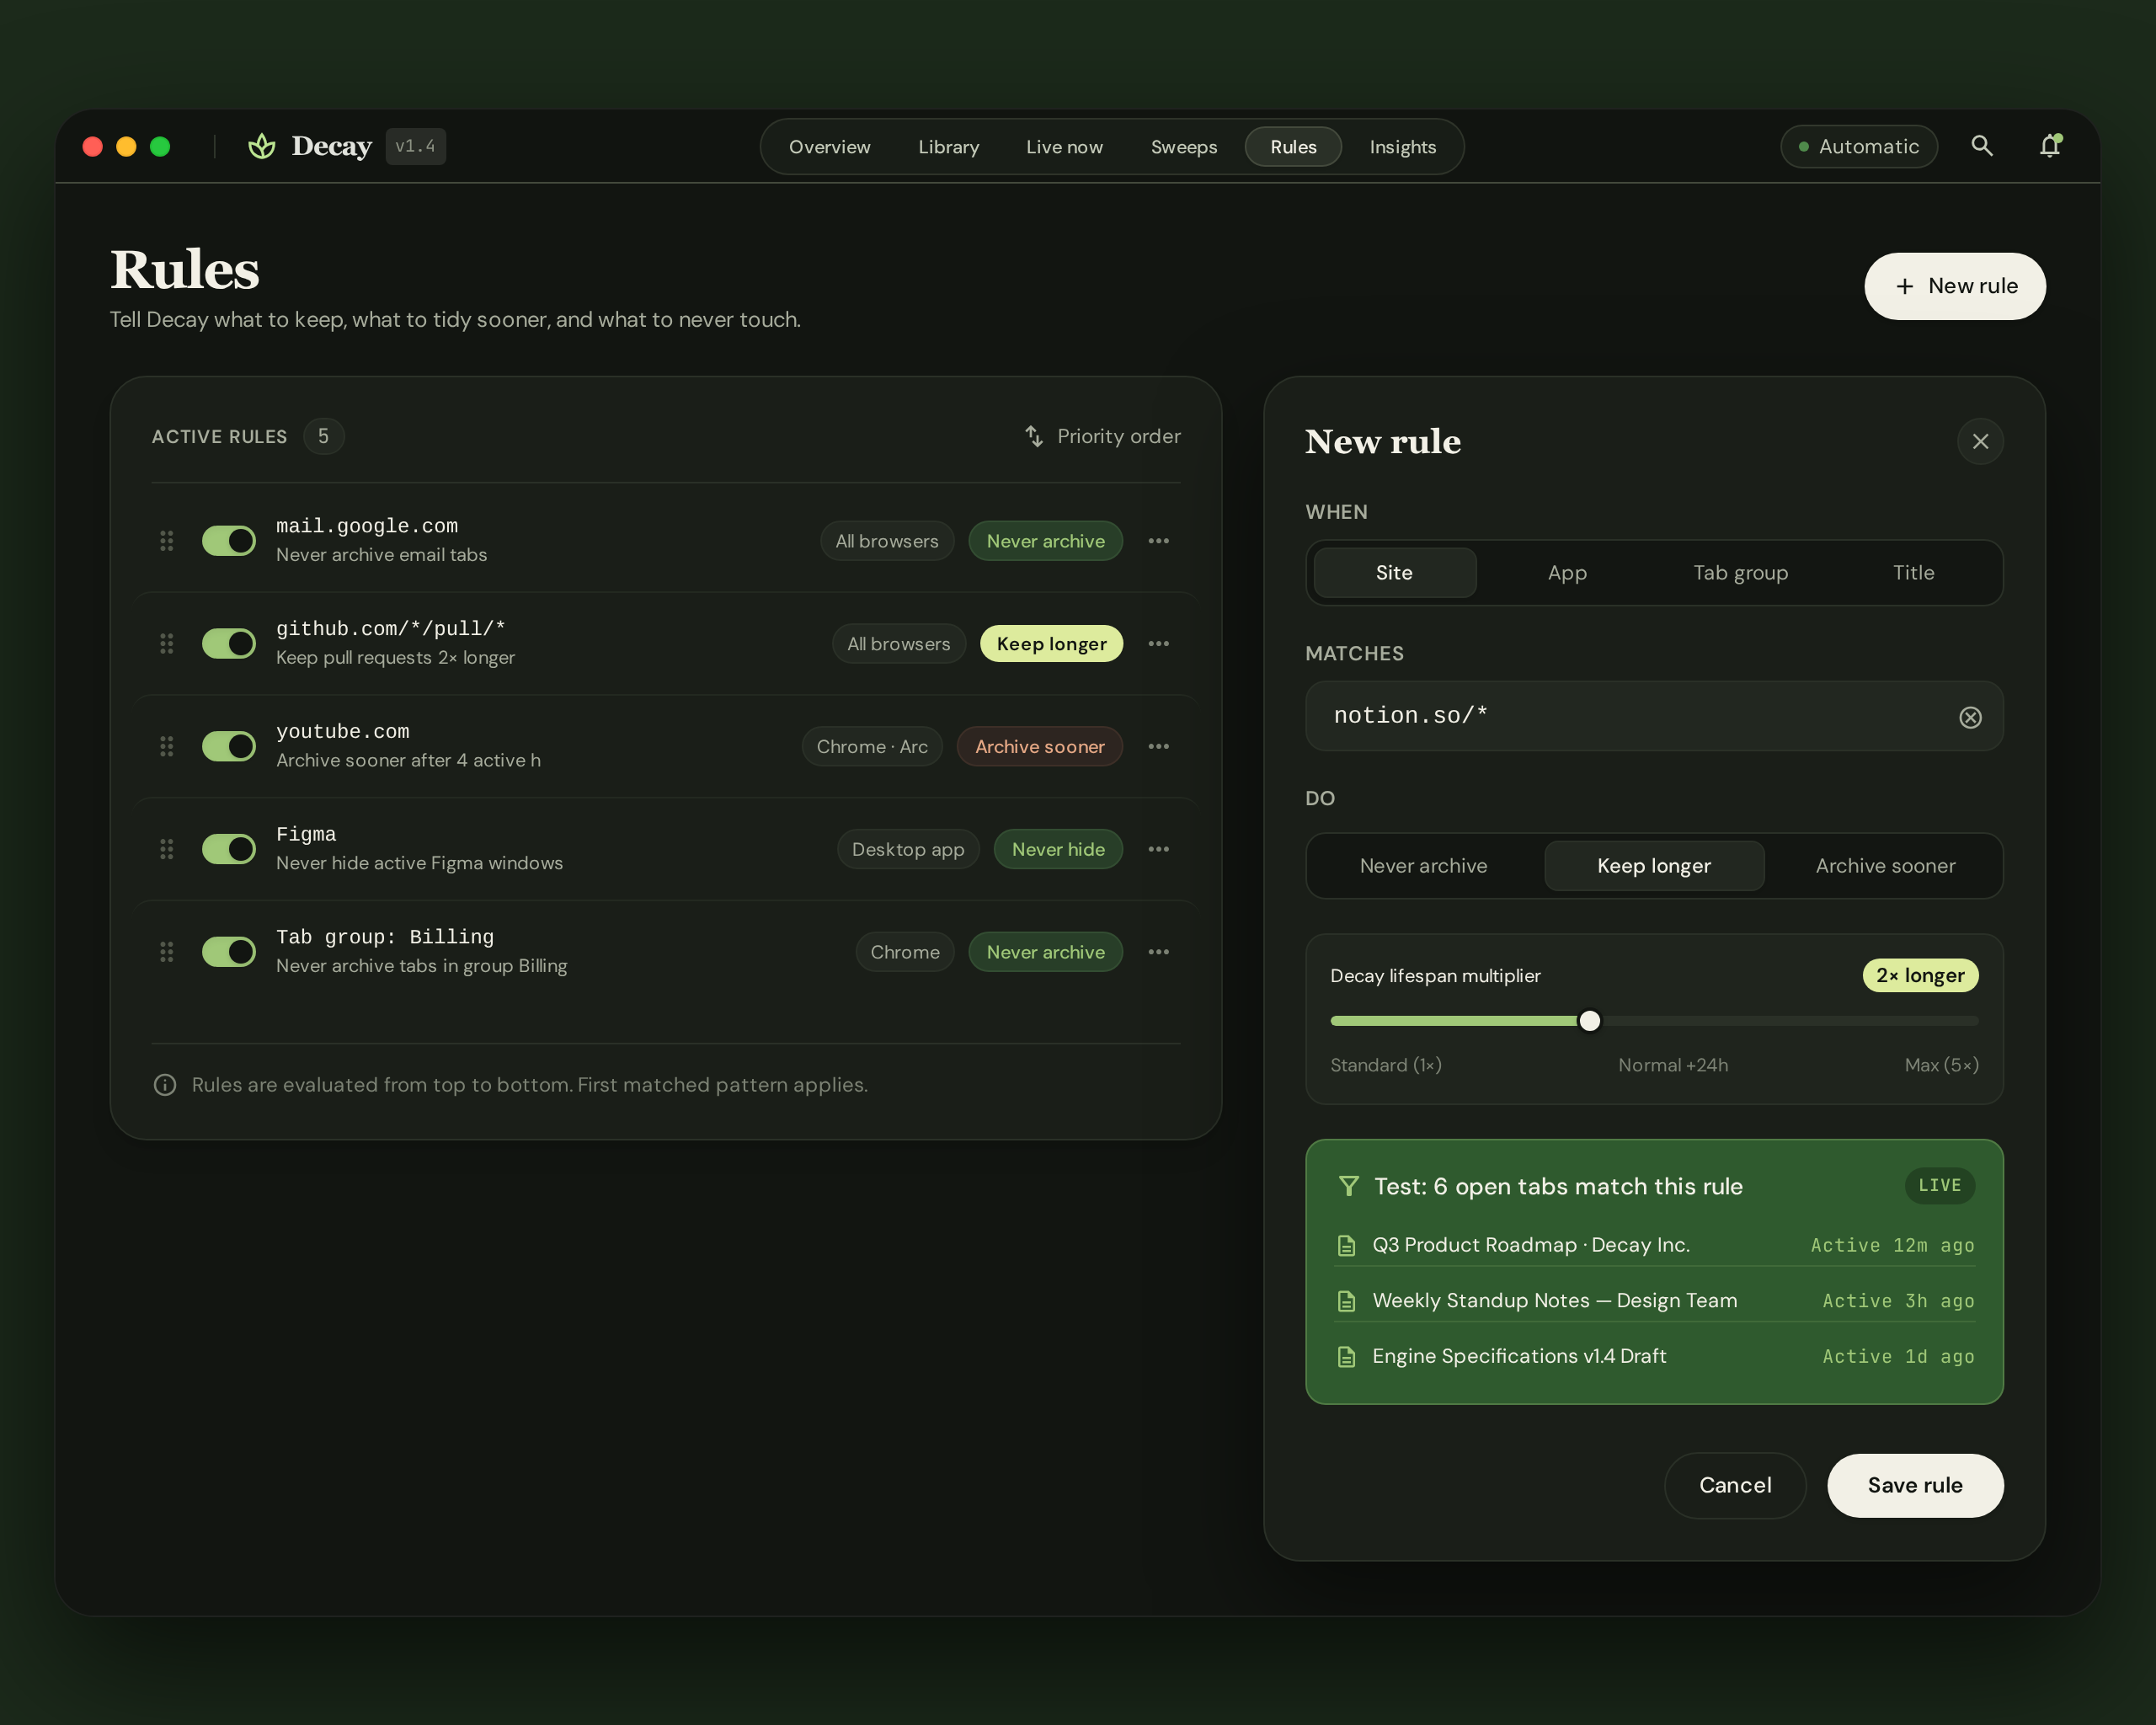 Decay v1.4
Overview Library Live now Sweeps Rules Insights
Automatic
Rules
Tell Decay what to keep, what to tidy sooner, and what to never touch.
+ New rule
ACTIVE RULES 5
Priority order
mail.google.com
Never archive email tabs
All browsers Never archive
github.com/*/pull/*
Keep pull requests 2× longer
All browsers Keep longer
youtube.com
Archive sooner after 4 active h
Chrome · Arc Archive sooner
Figma
Never hide active Figma windows
Desktop app Never hide
Tab group: Billing
Never archive tabs in group Billing
Chrome Never archive
Rules are evaluated from top to bottom. First matched pattern applies.
New rule
WHEN
Site App Tab group Title
MATCHES
notion.so/*
DO
Never archive Keep longer Archive sooner
Decay lifespan multiplier 2× longer
Standard (1×) Normal +24h Max (5×)
Test: 6 open tabs match this rule LIVE
Q3 Product Roadmap · Decay Inc. Active 12m ago
Weekly Standup Notes — Design Team Active 3h ago
Engine Specifications v1.4 Draft Active 1d ago
Cancel Save rule